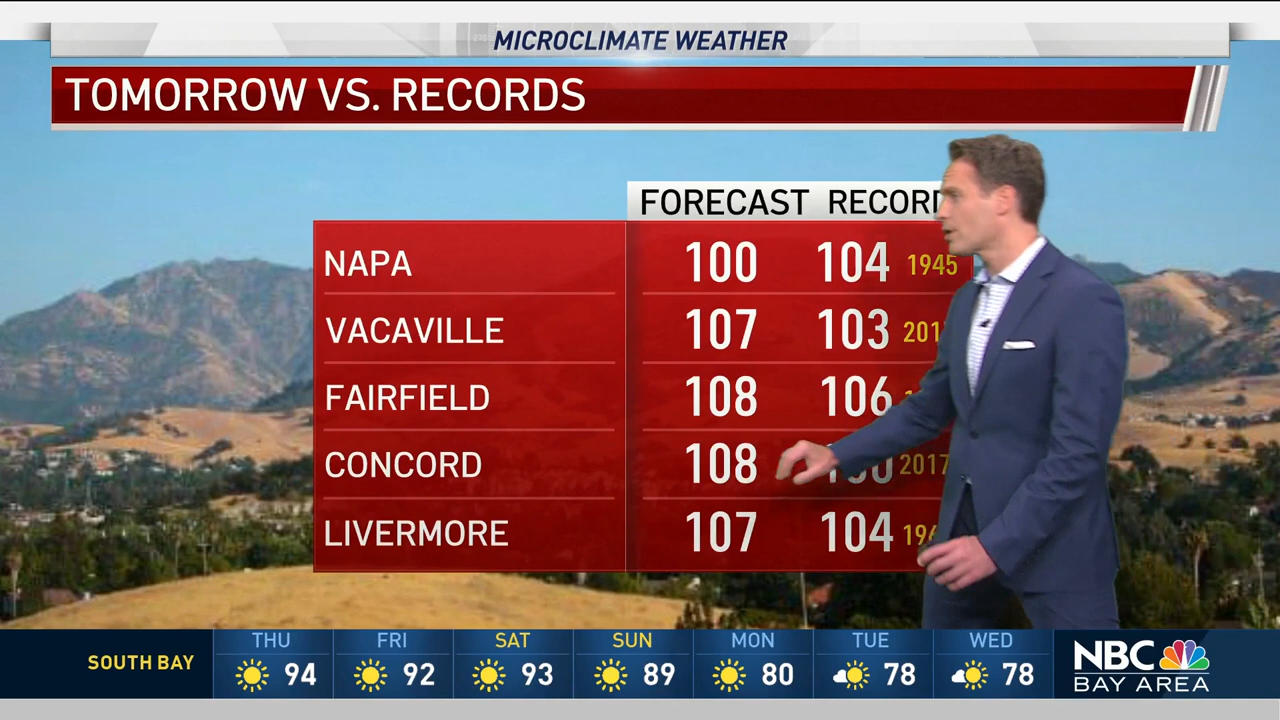 MICROCLIMATE WEATHER
TOMORROW VS. RECORDS
FORECAST
NAPA 100 104 1945
VACAVILLE 107 103
FAIRFIELD 108 106
CONCORD 108 2017
LIVERMORE 107 104
THU FRI SAT SUN MON TUE WED
SOUTH BAY 94 92 93 89 80 78 78
NBC
BAY AREA